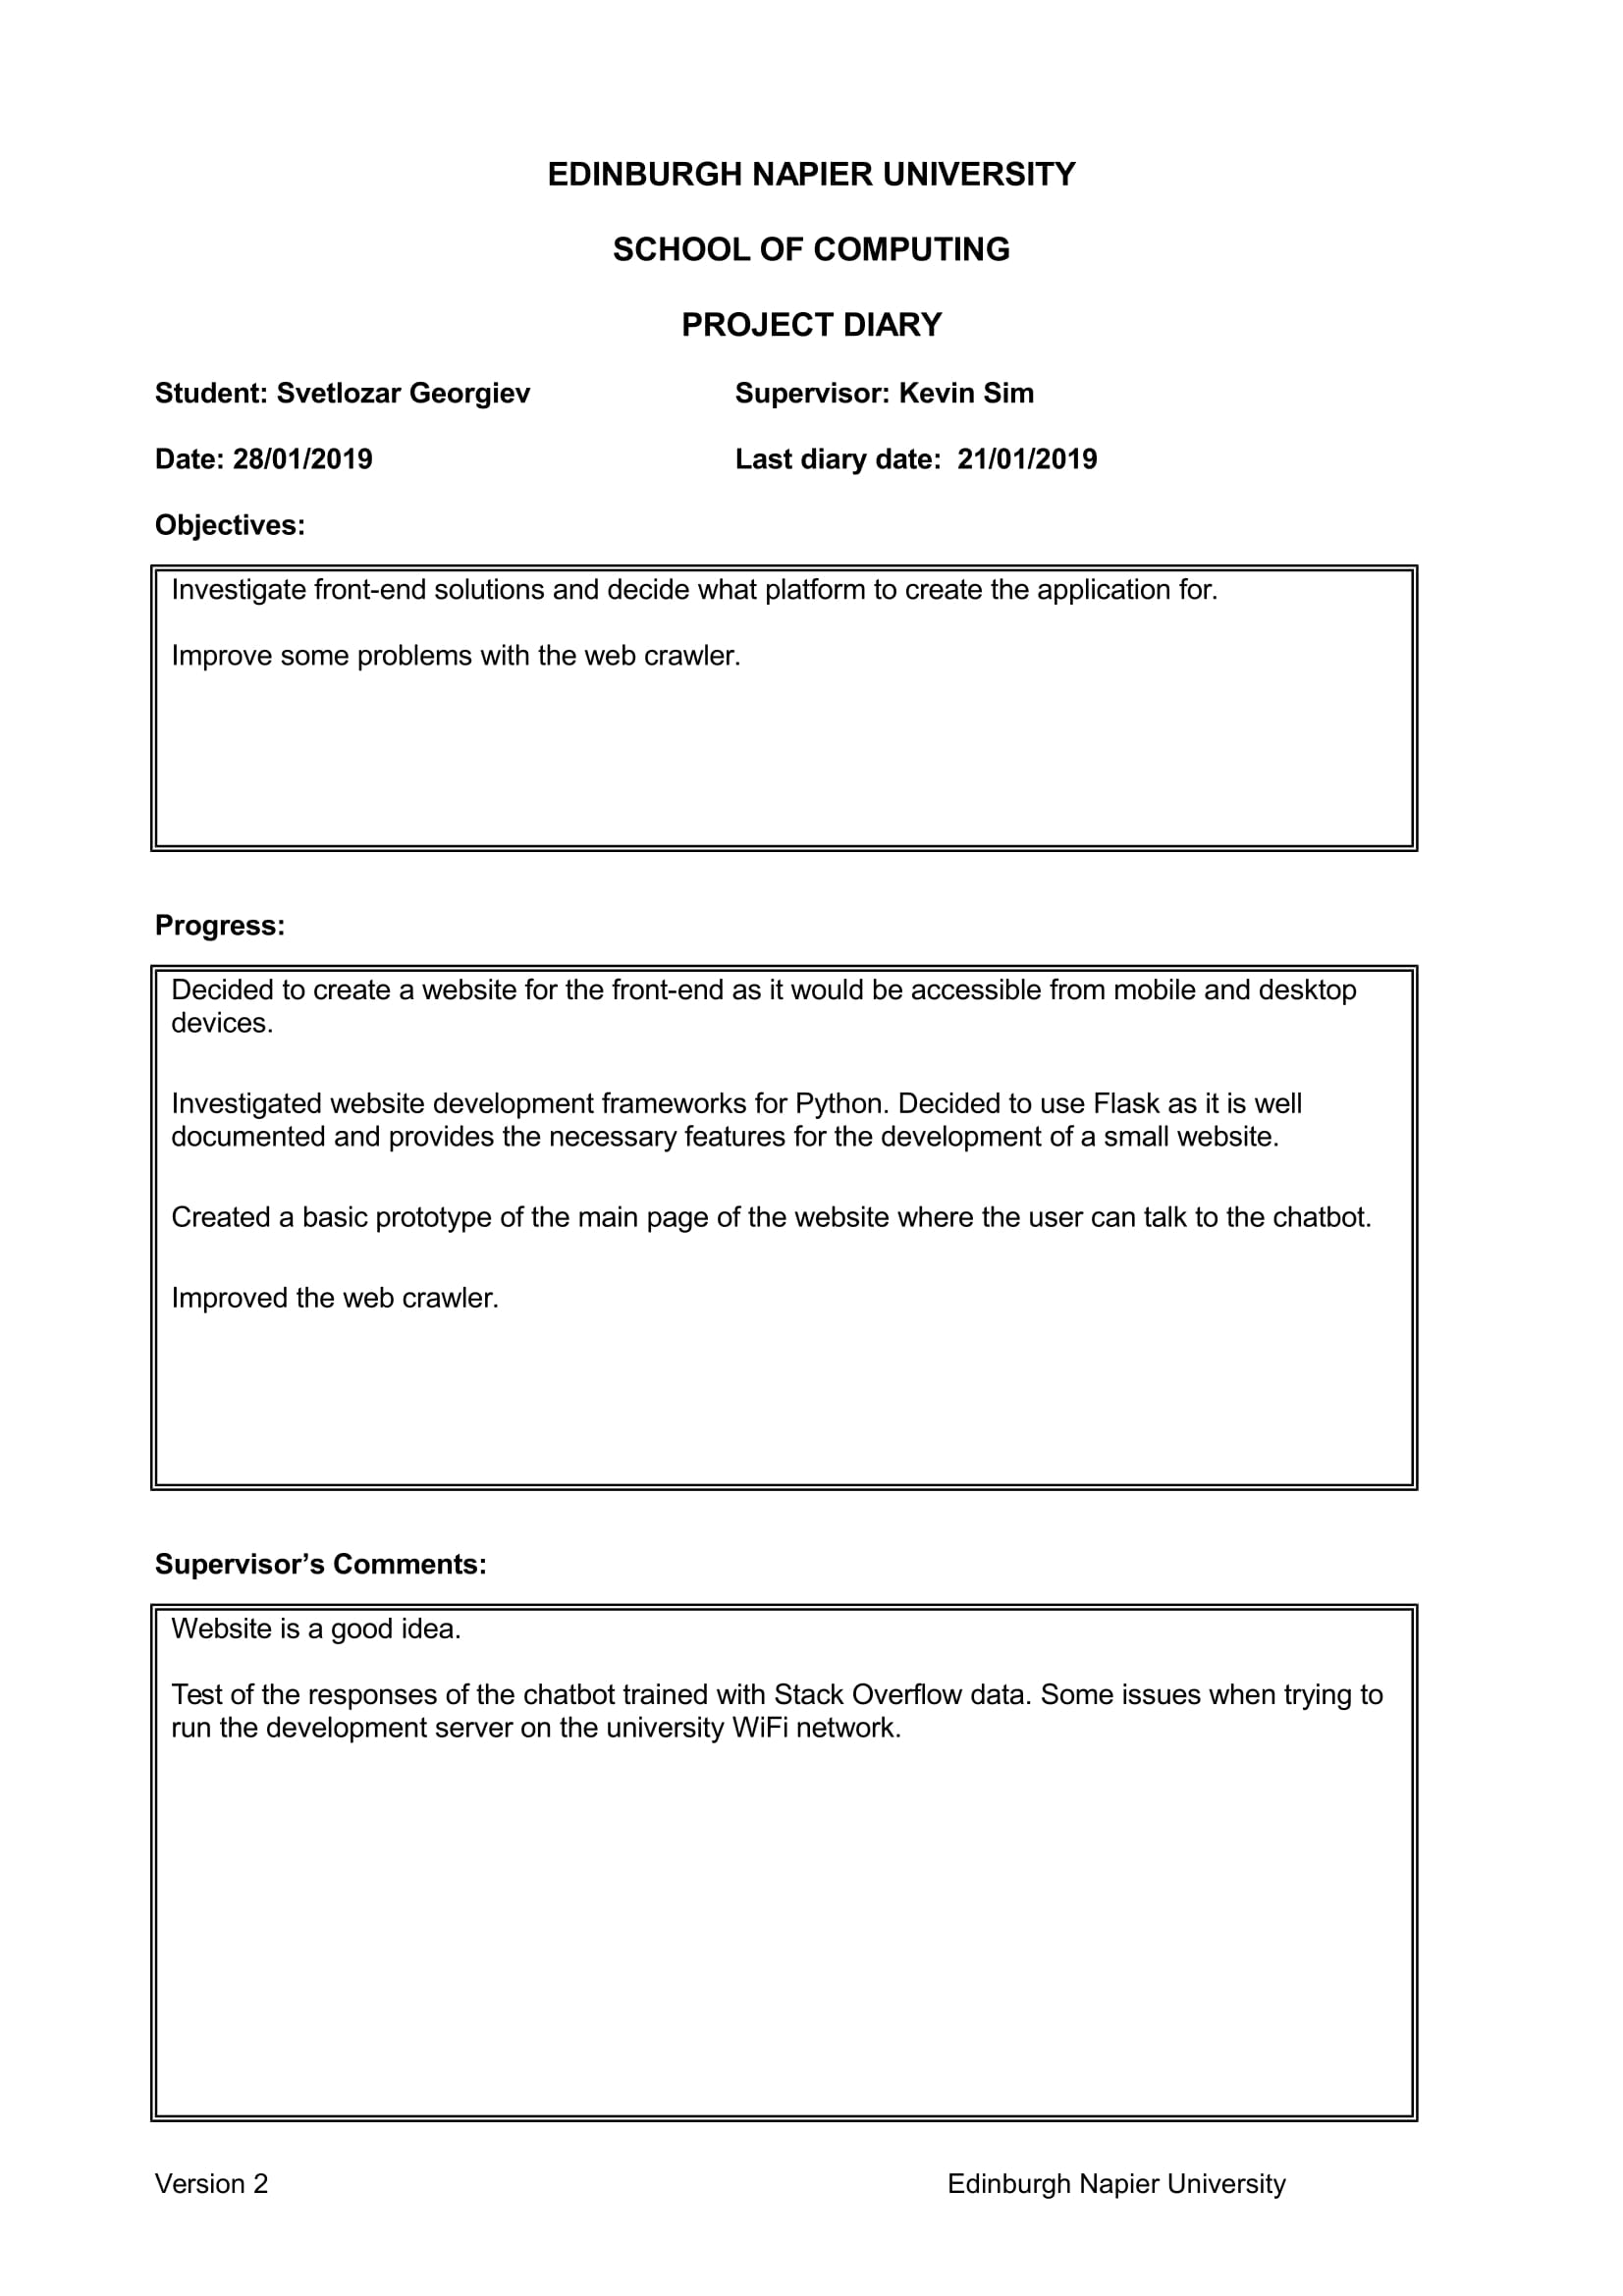 EDINBURGH NAPIER UNIVERSITY
SCHOOL OF COMPUTING
PROJECT DIARY
Student: Svetlozar Georgiev Supervisor: Kevin Sim
Date: 28/01/2019 Last diary date: 21/01/2019
Objectives:
Investigate front-end solutions and decide what platform to create the application for.
Improve some problems with the web crawler.
Progress:
Decided to create a website for the front-end as it would be accessible from mobile and desktop
devices.
Investigated website development frameworks for Python. Decided to use Flask as it is well
documented and provides the necessary features for the development of a small website.
Created a basic prototype of the main page of the website where the user can talk to the chatbot.
Improved the web crawler.
Supervisor’s Comments:
Website is a good idea.
Test of the responses of the chatbot trained with Stack Overflow data. Some issues when trying to
run the development server on the university WiFi network.
Version 2 Edinburgh Napier University